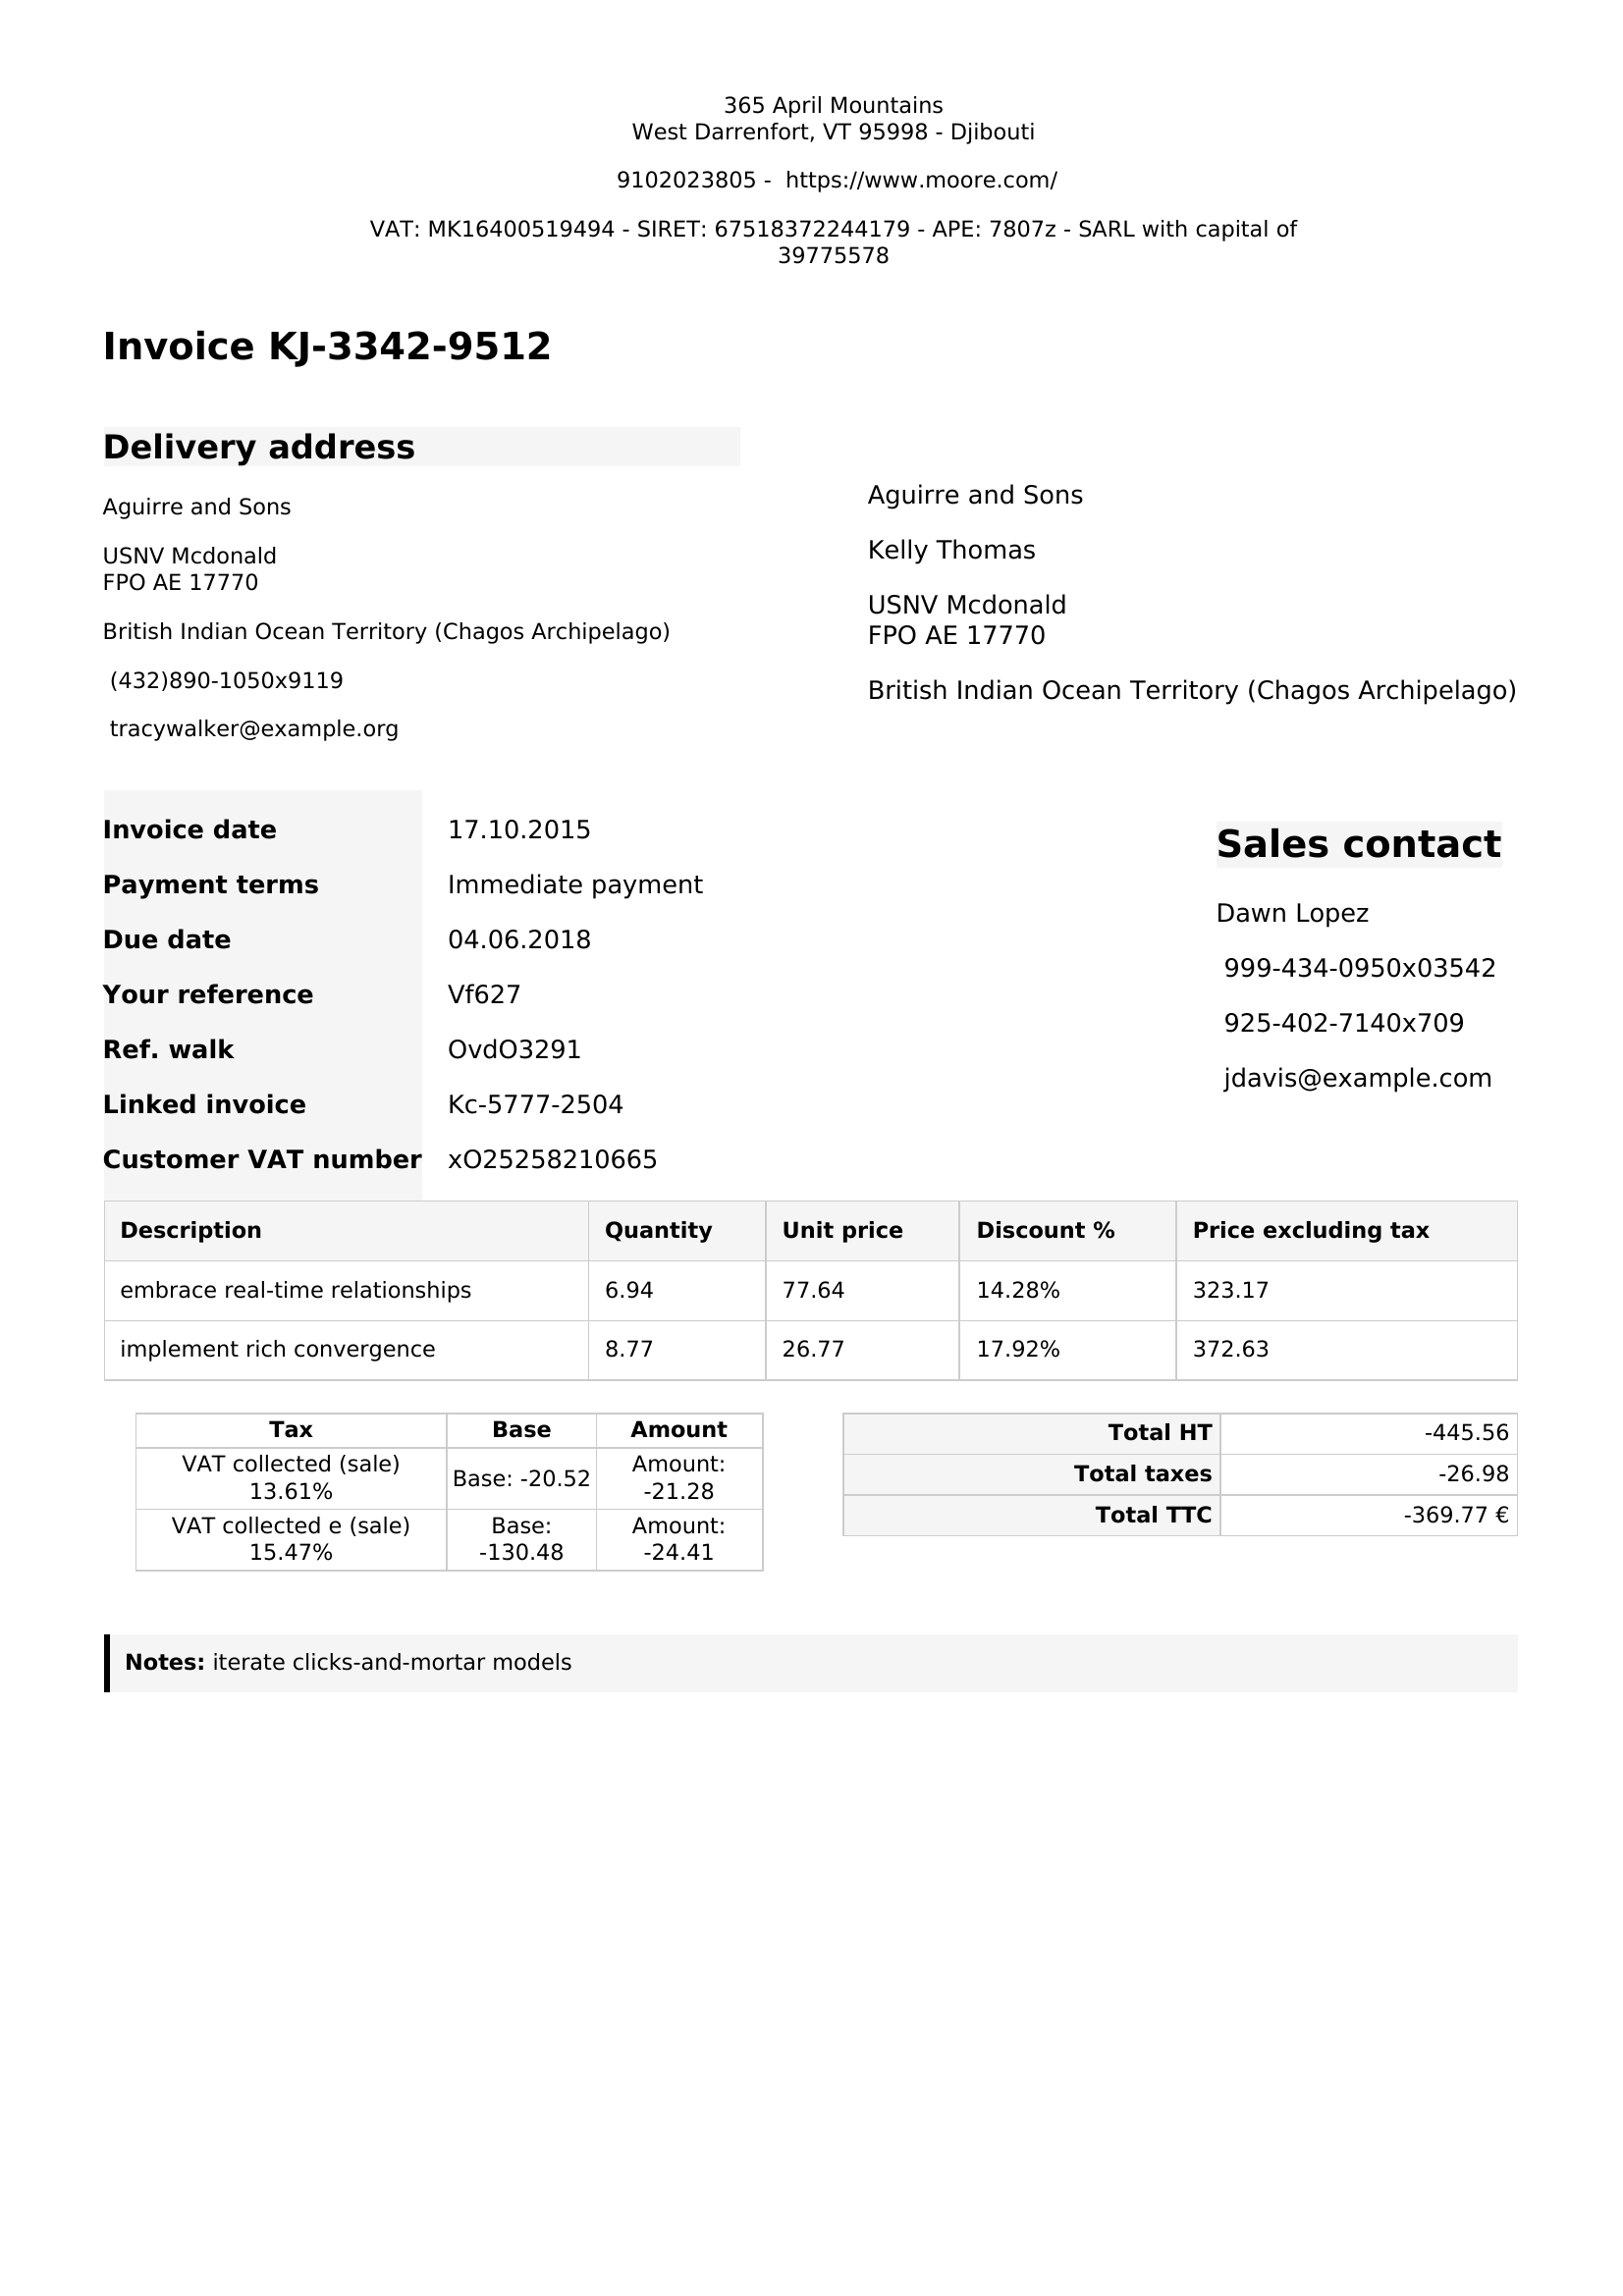 365 April Mountains
West Darrenfort, VT 95998 - Djibouti
9102023805 -  https://www.moore.com/
VAT: MK16400519494 - SIRET: 67518372244179 - APE: 7807z - SARL with capital of
39775578
Invoice KJ-3342-9512
Delivery address
Aguirre and Sons
USNV Mcdonald
FPO AE 17770
British Indian Ocean Territory (Chagos Archipelago)
(432)890-1050x9119
tracywalker@example.org
Aguirre and Sons
Kelly Thomas
USNV Mcdonald
FPO AE 17770
British Indian Ocean Territory (Chagos Archipelago)
Invoice date 17.10.2015
Payment terms Immediate payment
Due date 04.06.2018
Your reference Vf627
Ref. walk OvdO3291
Linked invoice Kc-5777-2504
Customer VAT number xO25258210665
Sales contact
Dawn Lopez
999-434-0950x03542
925-402-7140x709
jdavis@example.com
Description Quantity Unit price Discount % Price excluding tax
embrace real-time relationships 6.94 77.64 14.28% 323.17
implement rich convergence 8.77 26.77 17.92% 372.63
Tax Base Amount
VAT collected (sale) 13.61% Base: -20.52 Amount: -21.28
VAT collected e (sale) 15.47% Base: -130.48 Amount: -24.41
Total HT -445.56
Total taxes -26.98
Total TTC -369.77 €
Notes: iterate clicks-and-mortar models